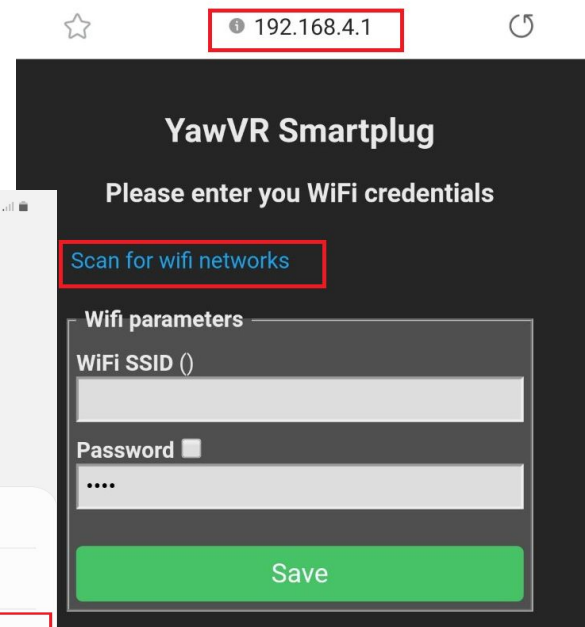 192.168.4.1
YawVR Smartplug
Please enter you WiFi credentials
Scan for wifi networks
Wifi parameters
WiFi SSID ()
Password
••••
Save